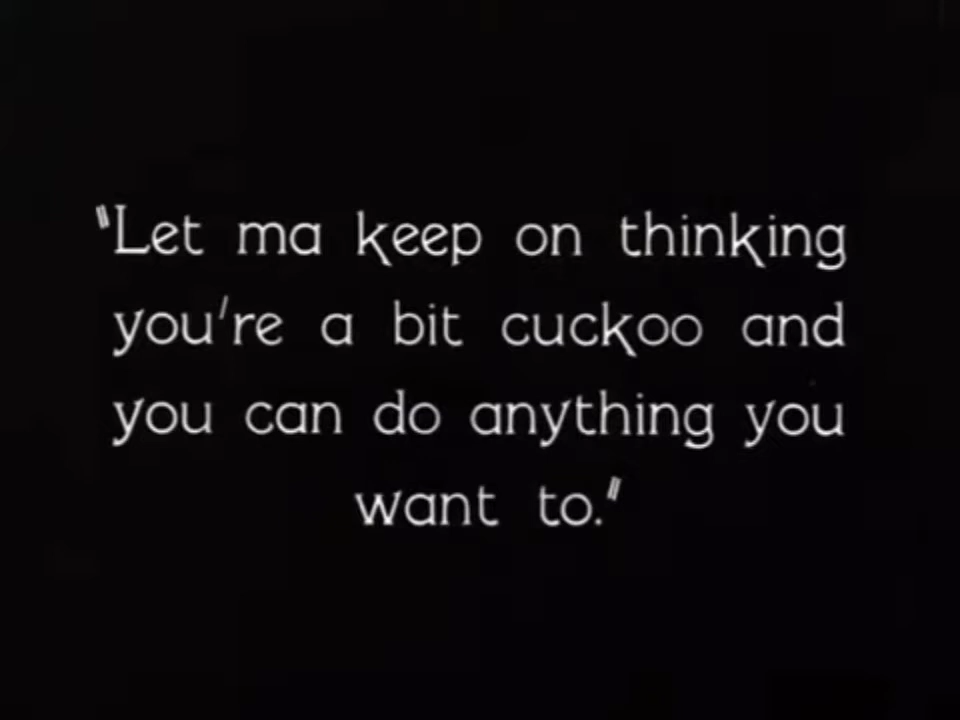 "Let ma keep on thinking
you're a bit cuckoo and
you can do anything you
want to."